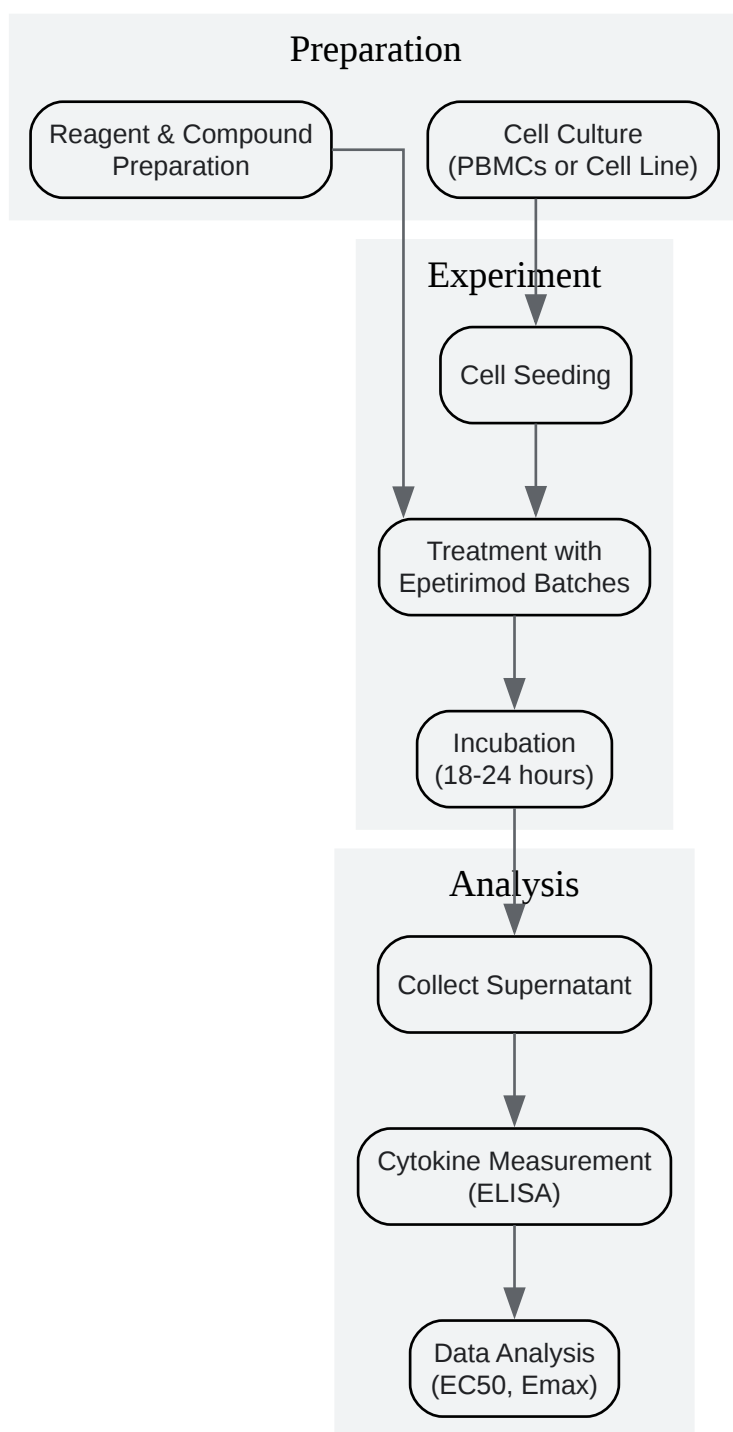 Preparation
Reagent & Compound
Preparation
Cell Culture
(PBMCs or Cell Line)
Experiment
Cell Seeding
Treatment with
Epetirimod Batches
Incubation
(18-24 hours)
Analysis
Collect Supernatant
Cytokine Measurement
(ELISA)
Data Analysis
(EC50, Emax)